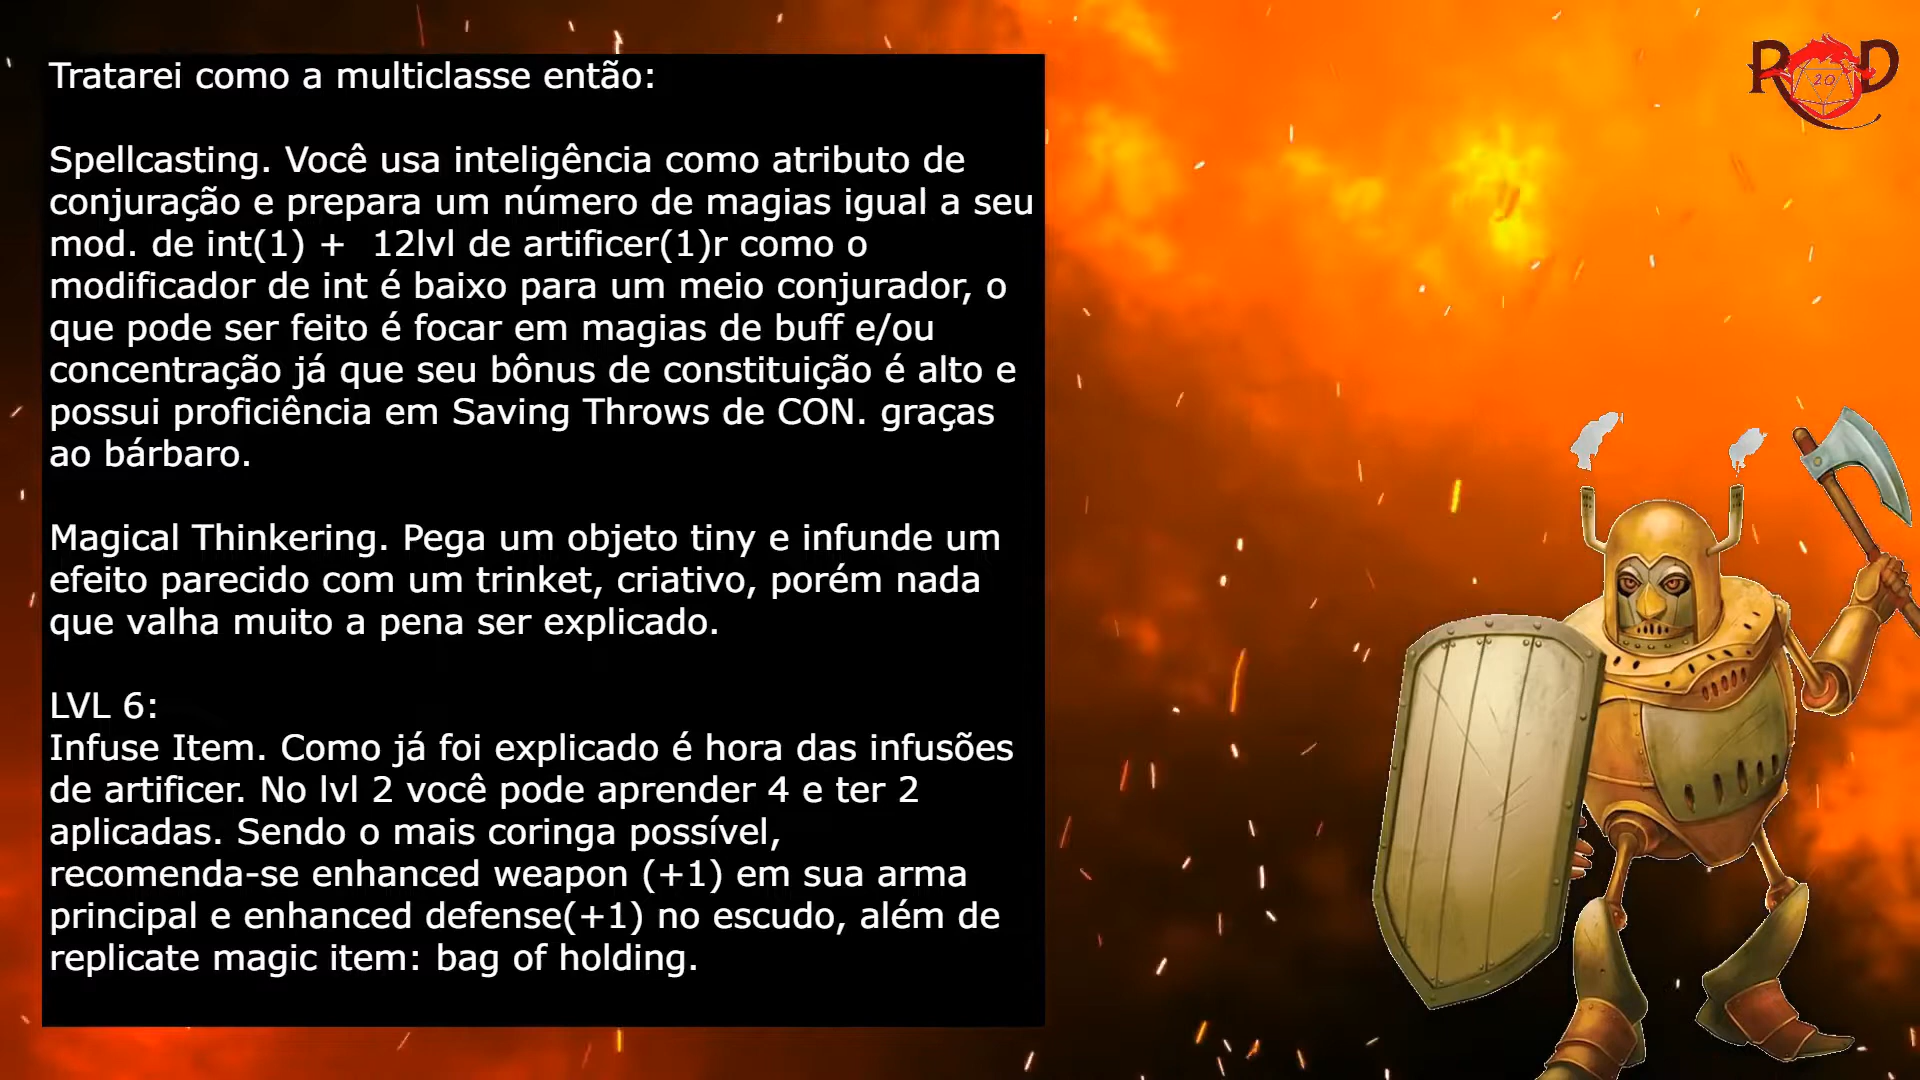 Tratarei como a multiclasse então:
Spellcasting. Você usa inteligência como atributo de
conjuração e prepara um número de magias igual a seu
mod. de int(1) +  12lvl de artificer(1)r como o
modificador de int é baixo para um meio conjurador, o
que pode ser feito é focar em magias de buff e/ou
concentração já que seu bônus de constituição é alto e
possui proficiência em Saving Throws de CON. graças
ao bárbaro.
Magical Thinkering. Pega um objeto tiny e infunde um
efeito parecido com um trinket, criativo, porém nada
que valha muito a pena ser explicado.
LVL 6:
Infuse Item. Como já foi explicado é hora das infusões
de artificer. No lvl 2 você pode aprender 4 e ter 2
aplicadas. Sendo o mais coringa possível,
recomenda-se enhanced weapon (+1) em sua arma
principal e enhanced defense(+1) no escudo, além de
replicate magic item: bag of holding.
R D
20